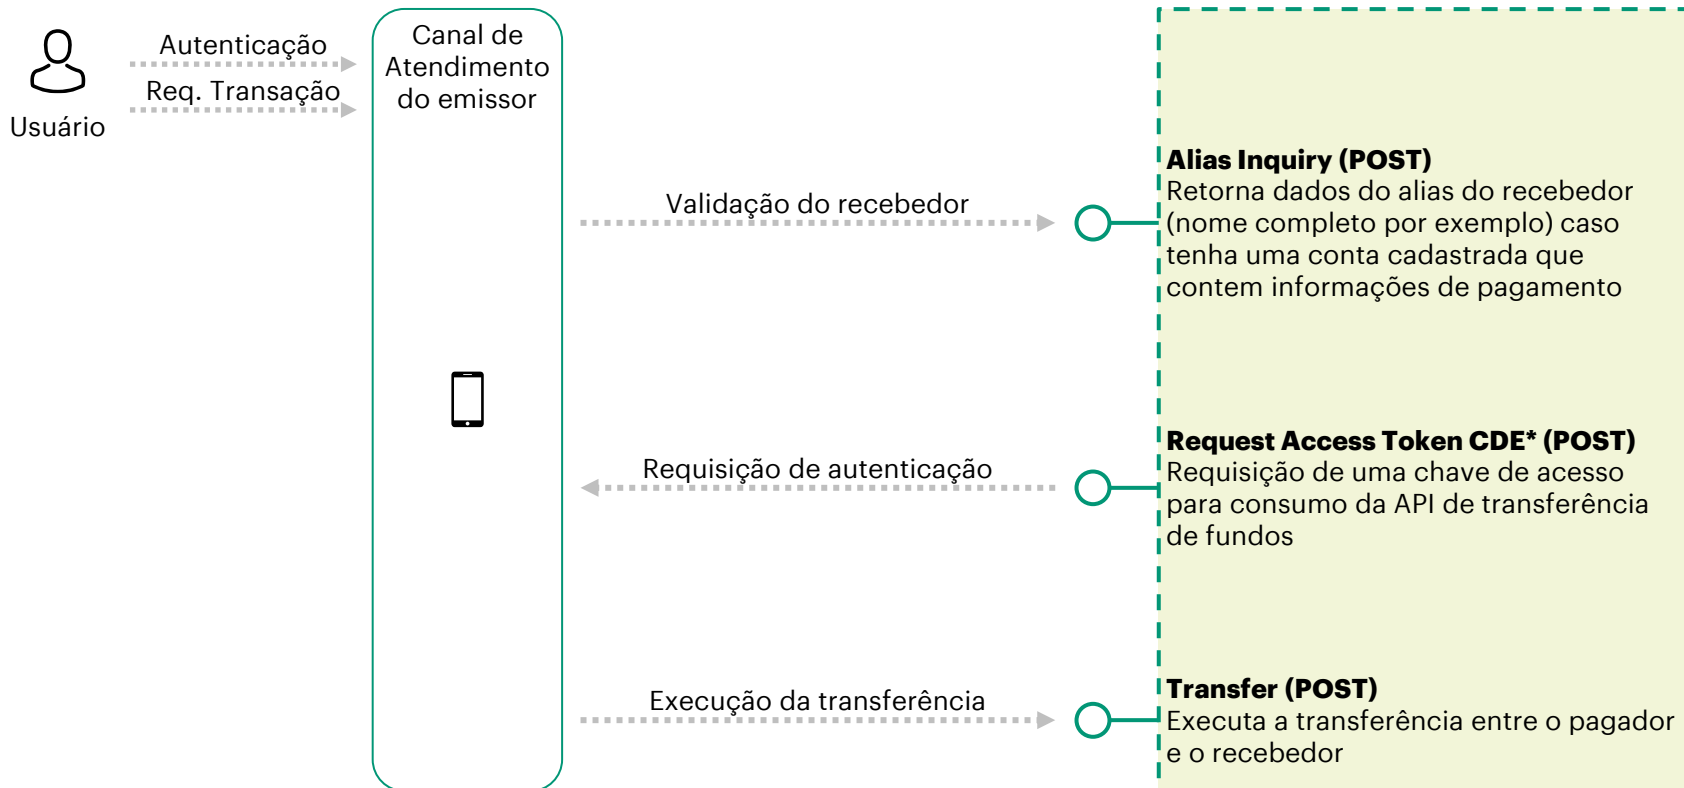 Autenticação
Req. Transação
Usuário
Canal de
Atendimento
do emissor
Validação do recebedor
Alias Inquiry (POST)
Retorna dados do alias do recebedor
(nome completo por exemplo) caso
tenha uma conta cadastrada que
contem informações de pagamento
Requisição de autenticação
Request Access Token CDE* (POST)
Requisição de uma chave de acesso
para consumo da API de transferência
de fundos
Execução da transferência
Transfer (POST)
Executa a transferência entre o pagador
e o recebedor